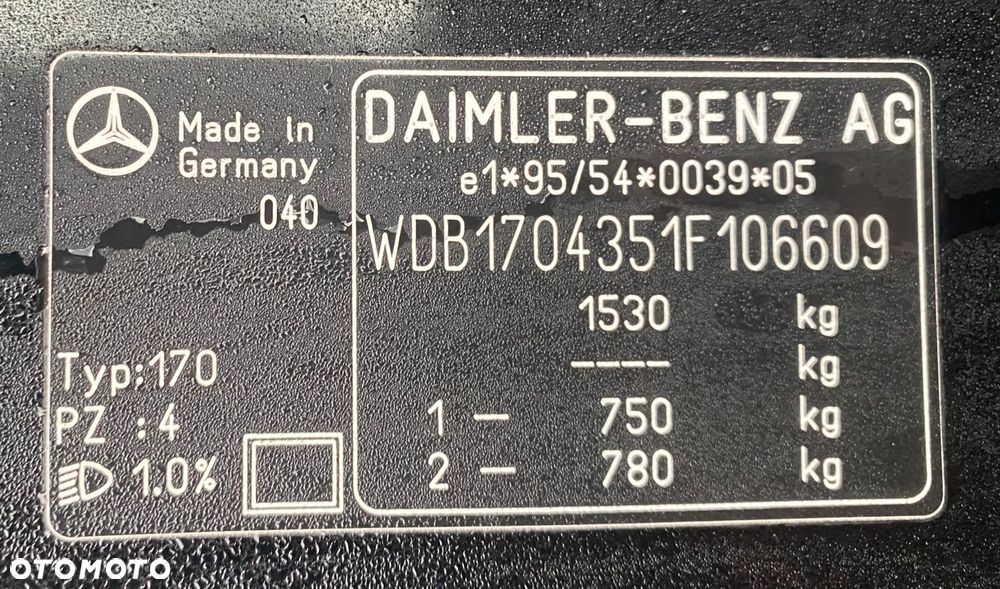 Made in
Germany
040
DAIMLER-BENZ AG
e1*95/54*0039*05
WDB1704351F106609
1530 kg
---- kg
1 - 750 kg
2 - 780 kg
Typ:170
PZ :4
1.0%
OTOMOTO